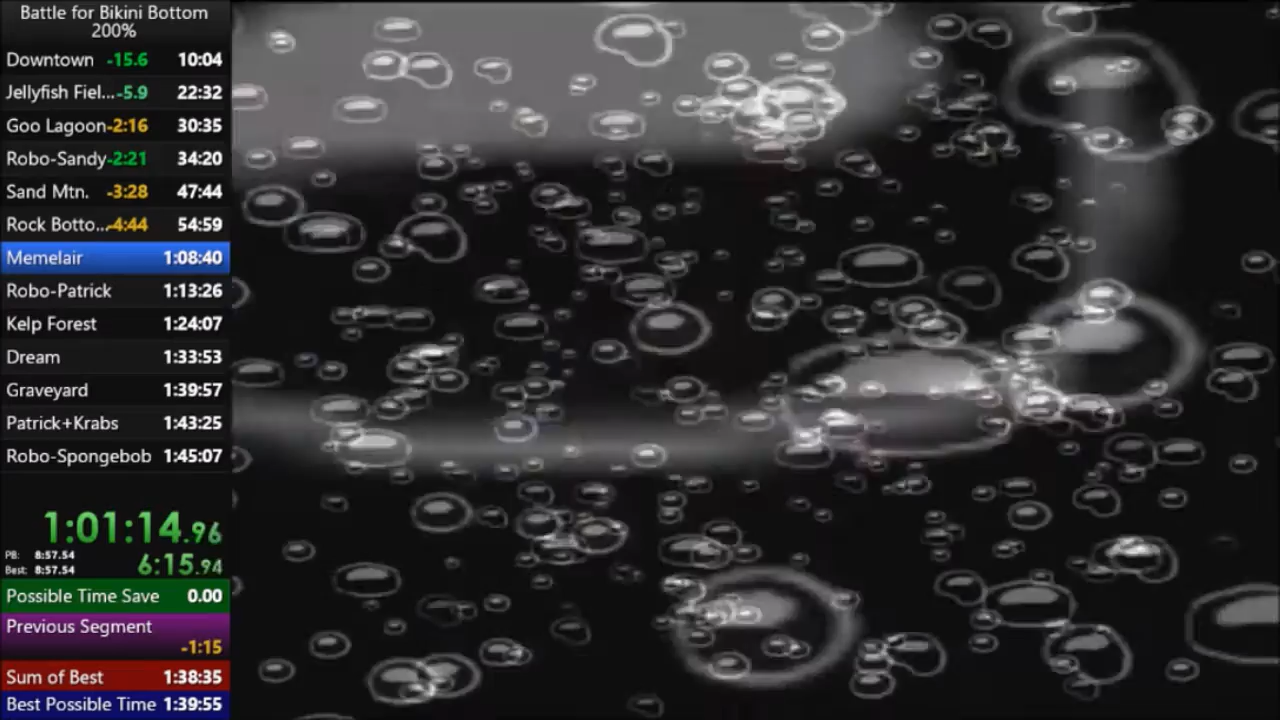 Battle for Bikini Bottom
200%
Downtown -15.6 10:04
Jellyfish Fiel... -5.9 22:32
Goo Lagoon -2:16 30:35
Robo-Sandy -2:21 34:20
Sand Mtn. -3:28 47:44
Rock Botto... -4:44 54:59
Memelair 1:08:40
Robo-Patrick 1:13:26
Kelp Forest 1:24:07
Dream 1:33:53
Graveyard 1:39:57
Patrick+Krabs 1:43:25
Robo-Spongebob 1:45:07
1:01:14.96
PB: 8:57.54
Best: 8:57.54 6:15.94
Possible Time Save 0.00
Previous Segment
-1:15
Sum of Best 1:38:35
Best Possible Time 1:39:55